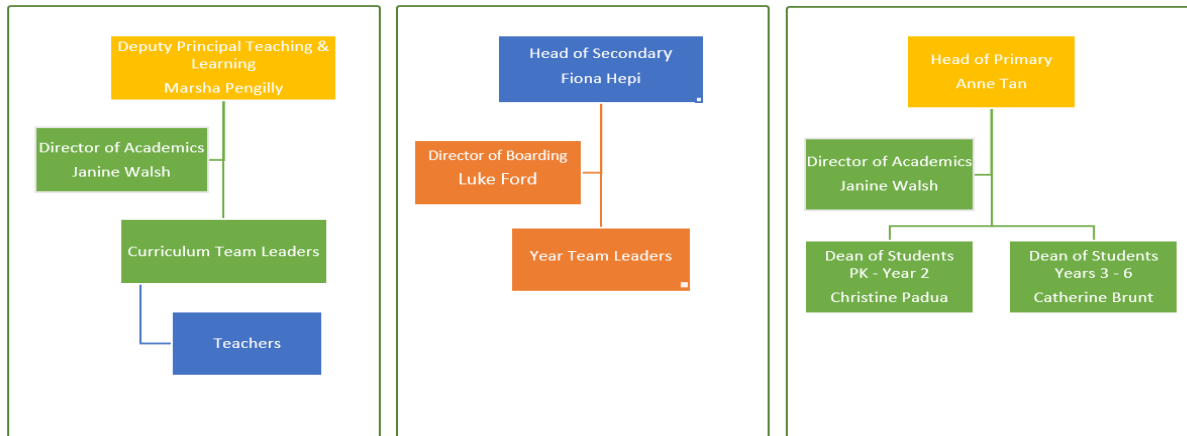 Deputy Principal Teaching &
Learning
Marsha Pengilly
Director of Academics
Janine Walsh
Curriculum Team Leaders
Teachers
Head of Secondary
Fiona Hepi
Director of Boarding
Luke Ford
Year Team Leaders
Head of Primary
Anne Tan
Director of Academics
Janine Walsh
Dean of Students
PK - Year 2
Christine Padua
Dean of Students
Years 3 - 6
Catherine Brunt